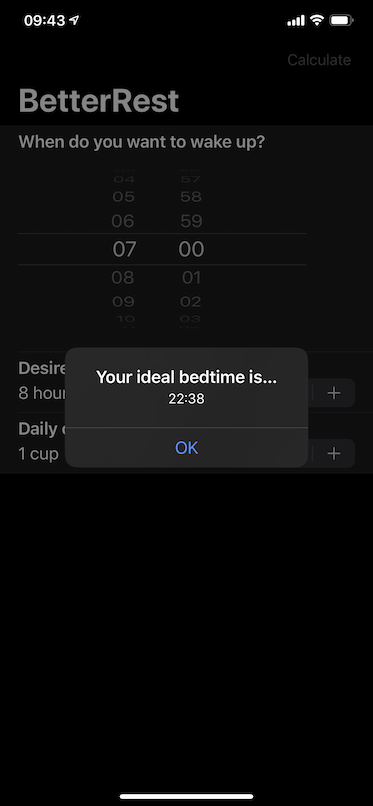 09:43
Calculate
BetterRest
When do you want to wake up?
04 57
05 58
06 59
07 00
08 01
09 02
10 03
Desire
8 hour
Your ideal bedtime is...
22:38
OK
+
Daily
1 cup
+